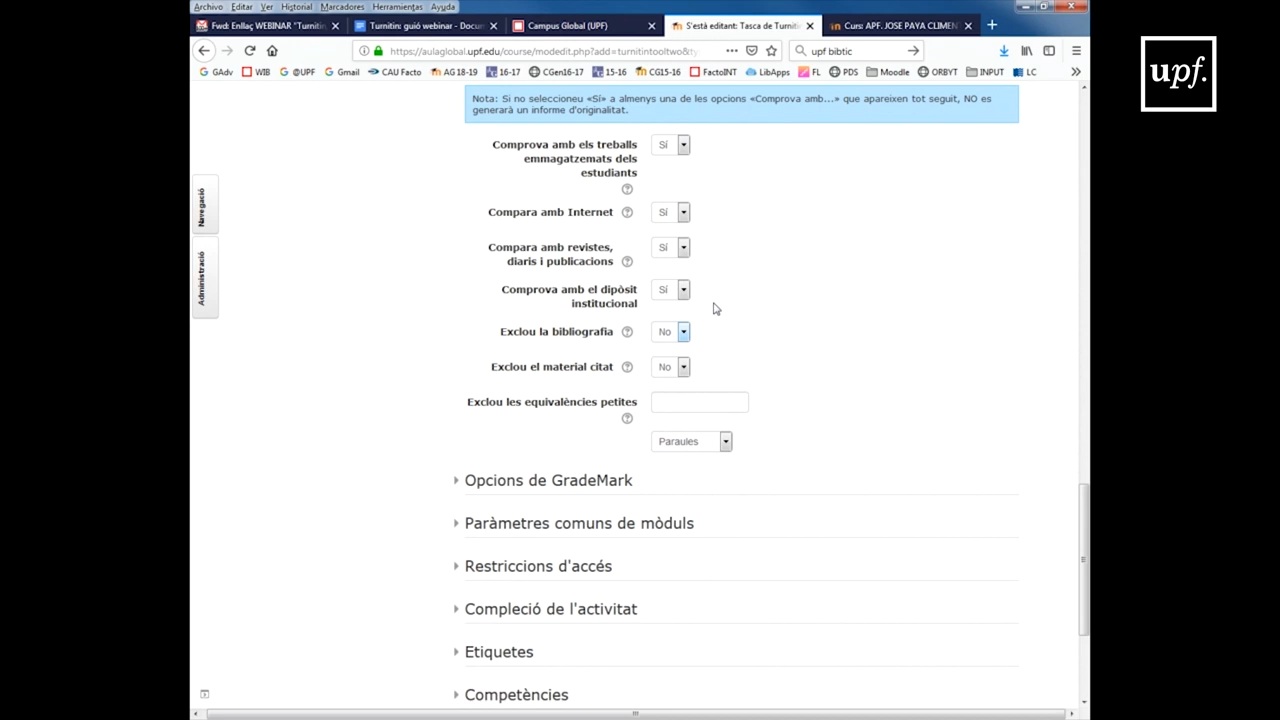 Archivo Editar Ver Historial Marcadores Herramientas Ayuda
Fwd: Enllaç WEBINAR "Turnitin
Turnitin: guió webinar - Docum
Campus Global (UPF)
S'està editant: Tasca de Turniti
Curs: APF. JOSE PAYA CLIMEN
https://aulaglobal.upf.edu/course/modedit.php?add=turnitintooltwo&ty
upf bibtic
GAdv WIB @UPF Gmail CAU Facto AG 18-19 16-17 CGen16-17 15-16 CG15-16 FactoINT LibApps FL PDS Moodle ORBYT INPUT LC
upf.
Nota: Si no seleccioneu «Sí» a almenys una de les opcions «Comprova amb...» que apareixen tot seguit, NO es
generarà un informe d'originalitat.
Navegació
Administració
Comprova amb els treballs
emmagatzemats dels
estudiants
Sí
Compara amb Internet
Sí
Compara amb revistes,
diaris i publicacions
Sí
Comprova amb el dipòsit
institucional
Sí
Exclou la bibliografia
No
Exclou el material citat
No
Exclou les equivalències petites
Paraules
Opcions de GradeMark
Paràmetres comuns de mòduls
Restriccions d'accés
Compleció de l'activitat
Etiquetes
Competències